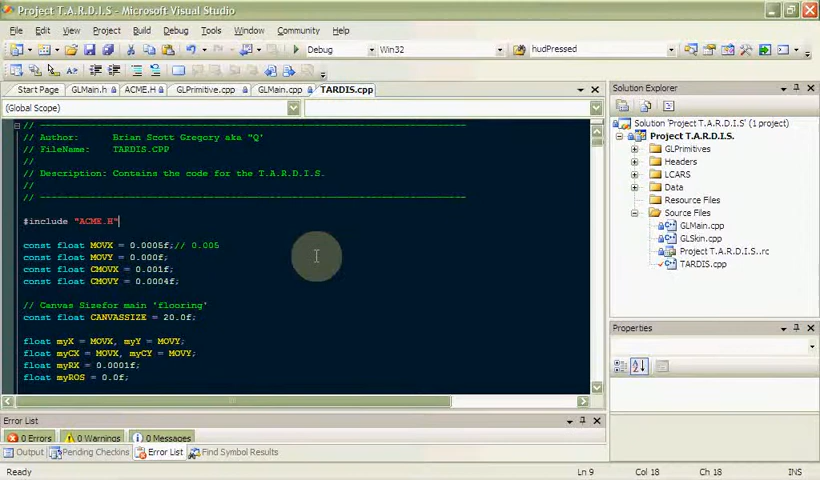 Project T.A.R.D.I.S - Microsoft Visual Studio
File Edit View Project Build Debug Tools Window Community Help
Debug Win32 hudPressed
Start Page GLMain.h ACME.H GLPrimitive.cpp GLMain.cpp TARDIS.cpp
(Global Scope)
// Author: Brian Scott Gregory aka "Q'
// FileName: TARDIS.CPP
//
// Description: Contains the code for the T.A.R.D.I.S.
//
#include "ACME.H"
const float MOVX = 0.0005f;// 0.005
const float MOVY = 0.000f;
const float CMOVX = 0.001f;
const float CMOVY = 0.0004f;
// Canvas Sizefor main 'flooring'
const float CANVASSIZE = 20.0f;
float myX = MOVX, myY = MOVY;
float myCX = MOVX, myCY = MOVY;
float myRX = 0.0001f;
float myROS = 0.0f;
Solution Explorer
Solution 'Project T.A.R.D.I.S' (1 project)
Project T.A.R.D.I.S.
GLPrimitives
Headers
LCARS
Data
Resource Files
Source Files
GLMain.cpp
GLSkin.cpp
Project T.A.R.D.I.S..rc
TARDIS.cpp
Properties
Error List
0 Errors 0 Warnings 0 Messages
Output Pending Checkins Error List Find Symbol Results
Ready Ln 9 Col 18 Ch 18 INS